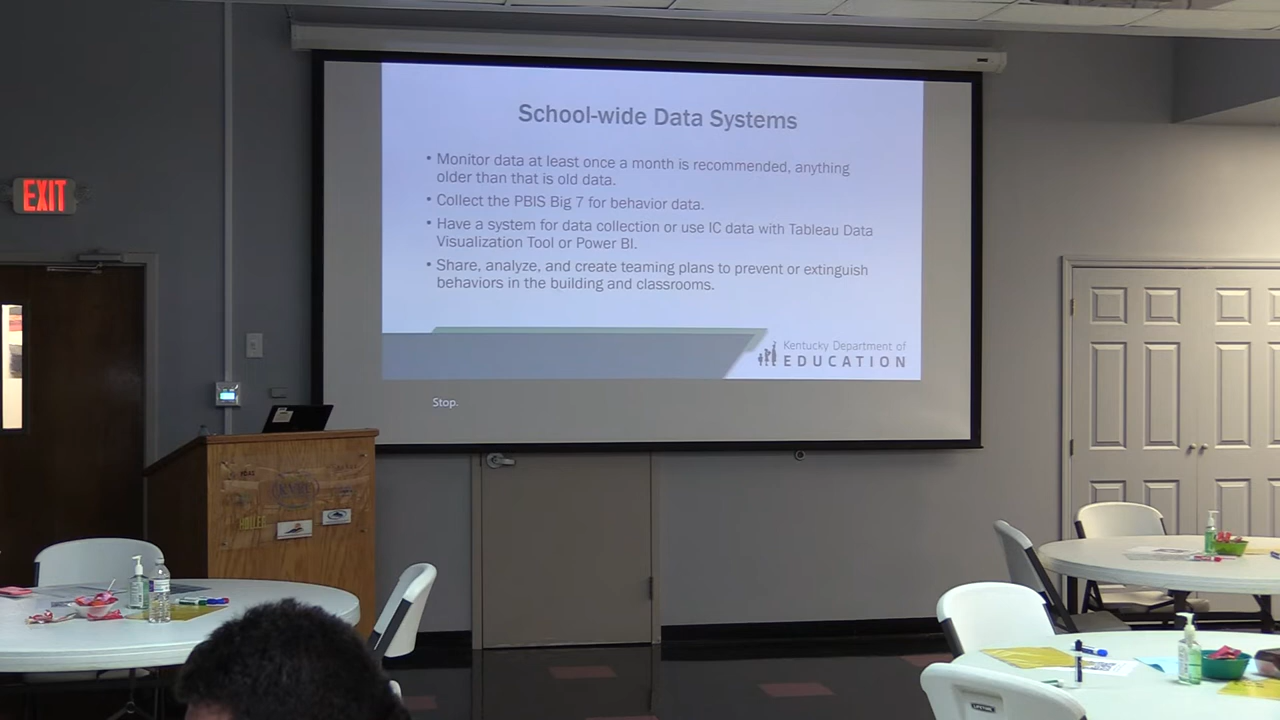 School-wide Data Systems
• Monitor data at least once a month is recommended, anything
older than that is old data.
• Collect the PBIS Big 7 for behavior data.
• Have a system for data collection or use IC data with Tableau Data
Visualization Tool or Power BI.
• Share, analyze, and create teaming plans to prevent or extinguish
behaviors in the building and classrooms.
Kentucky Department of
EDUCATION
Stop.
EXIT